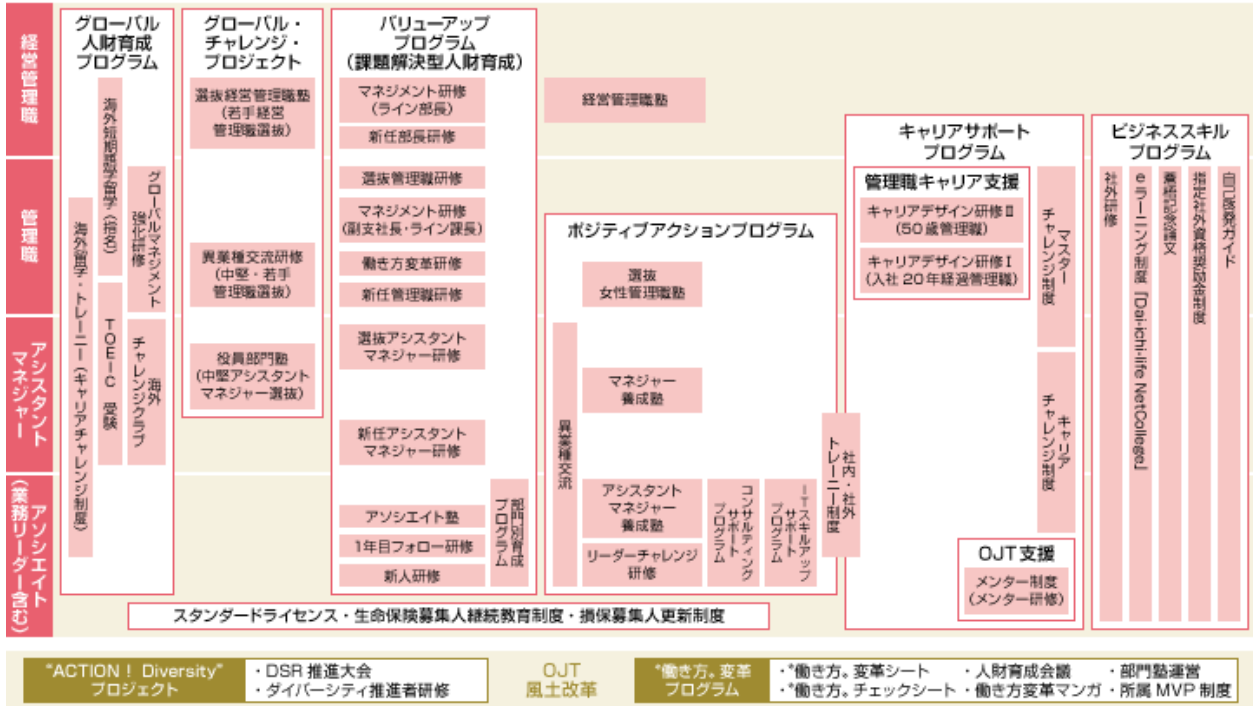 経営管理職
管理職
アシスタント
マネジャー
アソシエイト
(業務リーダー含む)
グローバル
人財育成
プログラム
海外短期語学留学(指名)
グローバルマネジメント
強化研修
海外留学・トレーニー(キャリアチャレンジ制度)
TOEIC 受験
海外
チャレンジクラブ
グローバル・
チャレンジ・
プロジェクト
選抜経営管理職塾
(若手経営
管理職選抜)
異業種交流研修
(中堅・若手
管理職選抜)
役員部門塾
(中堅アシスタント
マネジャー選抜)
バリューアップ
プログラム
(課題解決型人財育成)
マネジメント研修
(ライン部長)
新任部長研修
選抜管理職研修
マネジメント研修
(副支社長・ライン課長)
働き方変革研修
新任管理職研修
選抜アシスタント
マネジャー研修
新任アシスタント
マネジャー研修
アソシエイト塾
1年目フォロー研修
新人研修
部門別育成
プログラム
経営管理職塾
ポジティブアクションプログラム
選抜
女性管理職塾
マネジャー
養成塾
異業種交流
アシスタント
マネジャー
養成塾
リーダーチャレンジ
研修
コンサルティング
サポート
プログラム
ITスキルアップ
サポート
プログラム
社内・社外
トレーニー制度
キャリアサポート
プログラム
管理職キャリア支援
キャリアデザイン研修Ⅱ
(50歳管理職)
キャリアデザイン研修Ⅰ
(入社20年経過管理職)
マスター
チャレンジ制度
キャリア
チャレンジ制度
OJT支援
メンター制度
(メンター研修)
ビジネススキル
プログラム
社外研修
eラーニング制度「Dai-ichi-life NetCollege」
藁椿記念論文
指定社外資格奨励金制度
自己啓発ガイド
スタンダードライセンス・生命保険募集人継続教育制度・損保募集人更新制度
"ACTION! Diversity"
プロジェクト
・DSR推進大会
・ダイバーシティ推進者研修
OJT
風土改革
"働き方。変革
プログラム
・"働き方。変革シート ・人財育成会議 ・部門塾運営
・"働き方。チェックシート ・働き方変革マンガ ・所属MVP制度